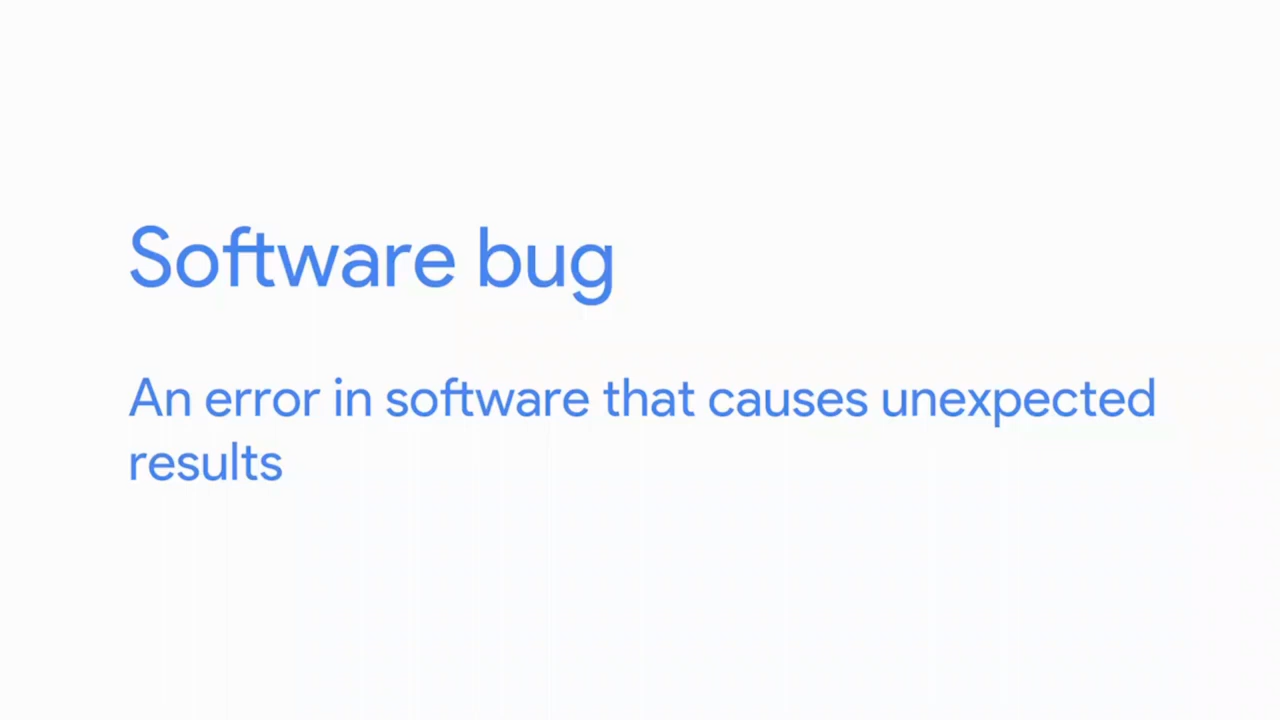 Software bug
An error in software that causes unexpected
results